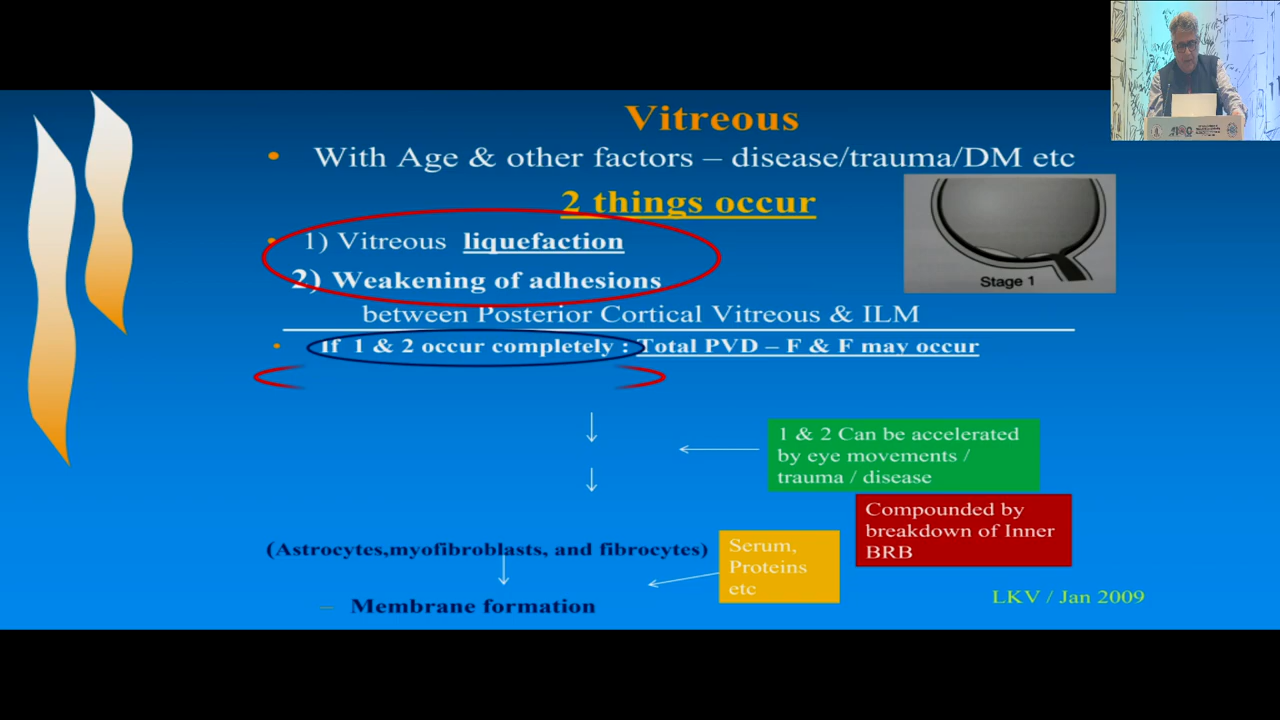 Vitreous
• With Age & other factors – disease/trauma/DM etc
2 things occur
• 1) Vitreous liquefaction
2) Weakening of adhesions
between Posterior Cortical Vitreous & ILM
Stage 1
• If 1 & 2 occur completely : Total PVD – F & F may occur
1 & 2 Can be accelerated
by eye movements /
trauma / disease
Compounded by
breakdown of Inner
BRB
(Astrocytes,myofibroblasts, and fibrocytes)
Serum,
Proteins
etc
– Membrane formation
LKV / Jan 2009